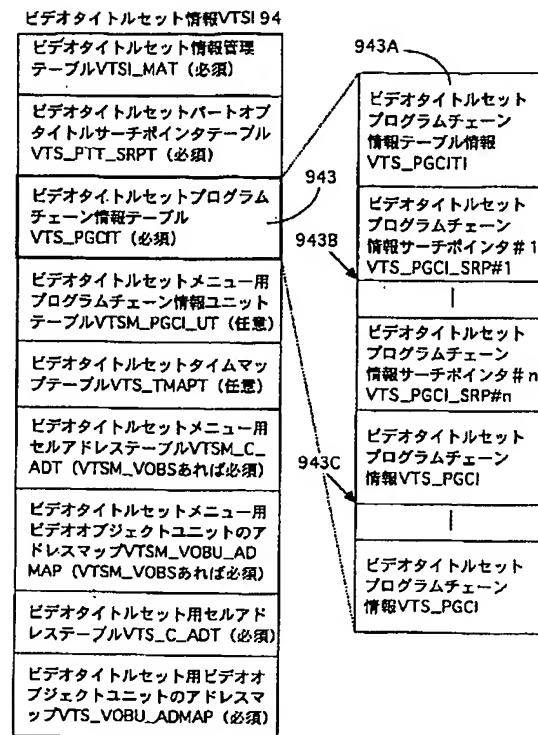 ビデオタイトルセット情報VTSI 94
ビデオタイトルセット情報管理
テーブルVTSI_MAT (必須)
ビデオタイトルセットパートオブ
タイトルサーチポインタテーブル
VTS_PTT_SRPT (必須)
ビデオタイトルセットプログラム
チェーン情報テーブル
VTS_PGCIT (必須)
ビデオタイトルセットメニュー用
プログラムチェーン情報ユニット
テーブルVTSM_PGCI_UT (任意)
ビデオタイトルセットタイムマッ
プテーブルVTS_TMAPT (任意)
ビデオタイトルセットメニュー用
セルアドレステーブルVTSM_C_
ADT (VTSM_VOBSあれば必須)
ビデオタイトルセットメニュー用
ビデオオブジェクトユニットのア
ドレスマップVTSM_VOBU_AD
MAP (VTSM_VOBSあれば必須)
ビデオタイトルセット用セルアド
レステーブルVTS_C_ADT (必須)
ビデオタイトルセット用ビデオオ
ブジェクトユニットのアドレスマ
ップVTS_VOBU_ADMAP (必須)
943
943A
ビデオタイトルセット
プログラムチェーン
情報テーブル情報
VTS_PGCITI
ビデオタイトルセット
プログラムチェーン
情報サーチポインタ#1
VTS_PGCI_SRP#1
943B
ビデオタイトルセット
プログラムチェーン
情報サーチポインタ#n
VTS_PGCI_SRP#n
ビデオタイトルセット
プログラムチェーン
情報VTS_PGCI
943C
ビデオタイトルセット
プログラムチェーン
情報VTS_PGCI